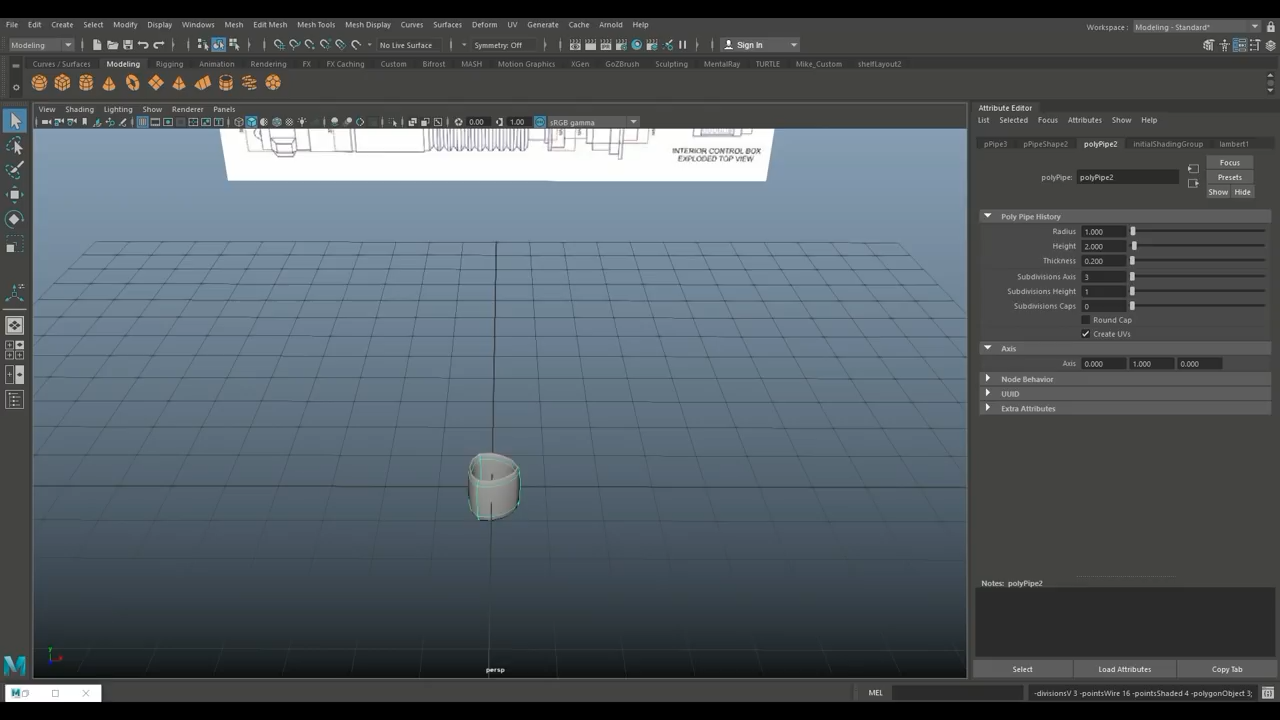 File Edit Create Select Modify Display Windows Mesh Edit Mesh Mesh Tools Mesh Display Curves Surfaces Deform UV Generate Cache Arnold Help
Workspace : Modeling - Standard*
Modeling No Live Surface Symmetry: Off Sign In
Curves / Surfaces Modeling Rigging Animation Rendering FX FX Caching Custom Bifrost MASH Motion Graphics XGen GoZBrush Sculpting MentalRay TURTLE Mike_Custom shelfLayout2
View Shading Lighting Show Renderer Panels
0.00 1.00 sRGB gamma
INTERIOR CONTROL BOX
EXPLODED TOP VIEW
persp
Attribute Editor
List Selected Focus Attributes Show Help
pPipe3 pPipeShape2 polyPipe2 initialShadingGroup lambert1
Focus
polyPipe: polyPipe2 Presets
Show Hide
Poly Pipe History
Radius 1.000
Height 2.000
Thickness 0.200
Subdivisions Axis 3
Subdivisions Height 1
Subdivisions Caps 0
Round Cap
Create UVs
Axis
Axis 0.000 1.000 0.000
Node Behavior
UUID
Extra Attributes
Notes: polyPipe2
Select Load Attributes Copy Tab
MEL -divisionsV 3 -pointsWire 16 -pointsShaded 4 -polygonObject 3;